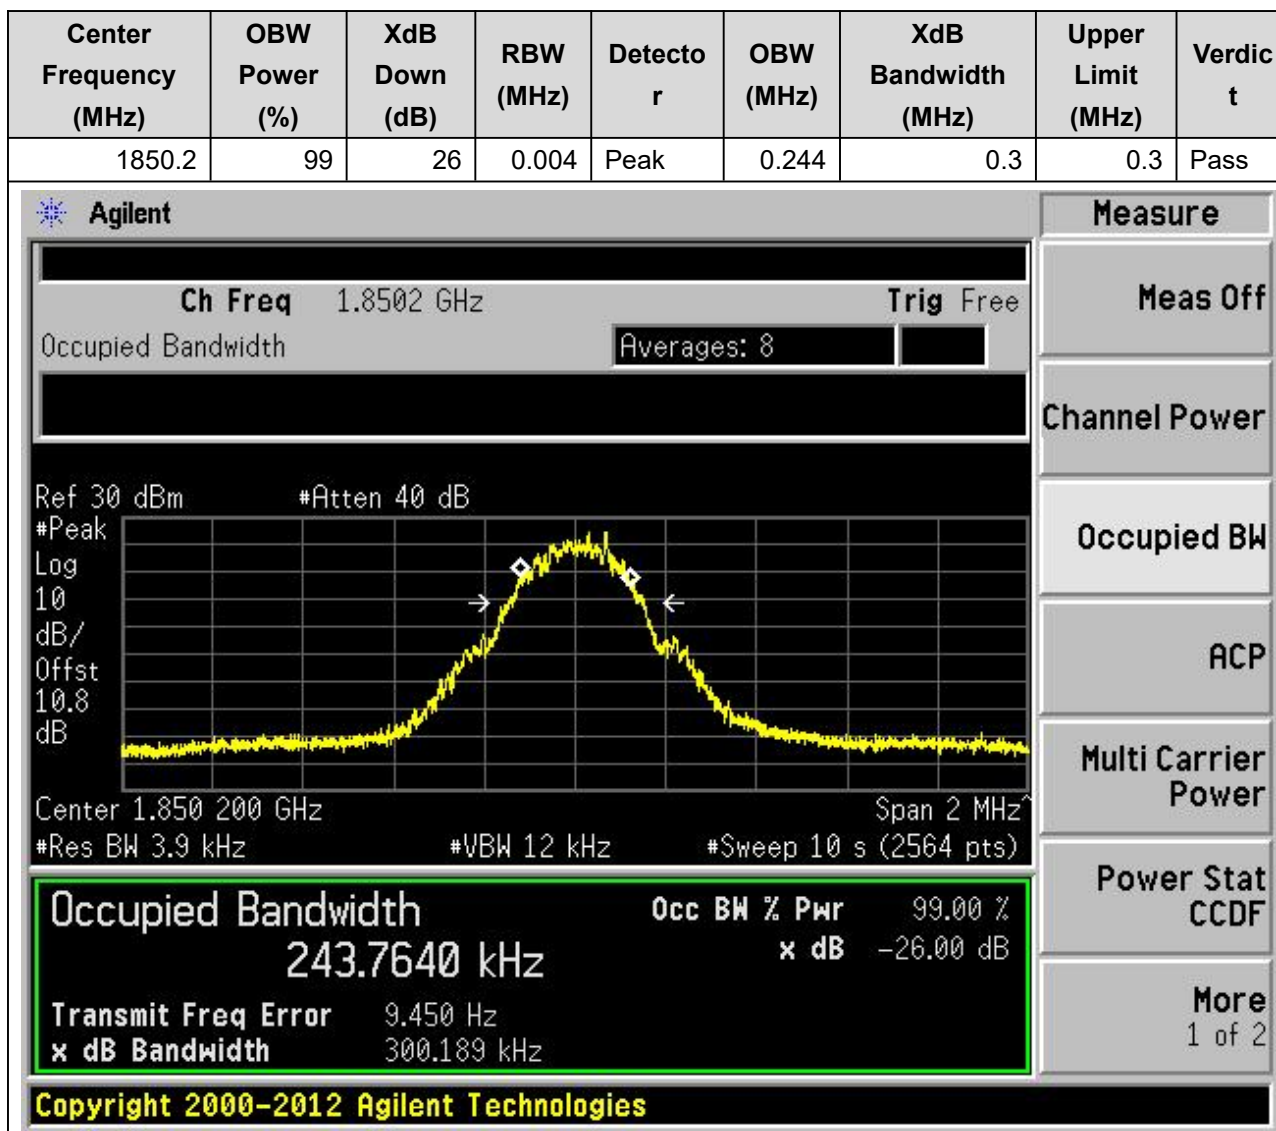 Center Frequency (MHz) OBW Power (%) XdB Down (dB) RBW (MHz) Detector OBW (MHz) XdB Bandwidth (MHz) Upper Limit (MHz) Verdict
1850.2 99 26 0.004 Peak 0.244 0.3 0.3 Pass
Agilent
Measure
Ch Freq 1.8502 GHz Trig Free
Meas Off
Occupied Bandwidth Averages: 8
Channel Power
Ref 30 dBm #Atten 40 dB
#Peak
Log
10
dB/
Offst
10.8
dB
Occupied BW
ACP
Multi Carrier
Power
Center 1.850 200 GHz Span 2 MHz^
#Res BW 3.9 kHz #VBW 12 kHz #Sweep 10 s (2564 pts)
Power Stat
CCDF
Occupied Bandwidth Occ BW % Pwr 99.00 %
243.7640 kHz x dB -26.00 dB
Transmit Freq Error 9.450 Hz
x dB Bandwidth 300.189 kHz
More
1 of 2
Copyright 2000-2012 Agilent Technologies